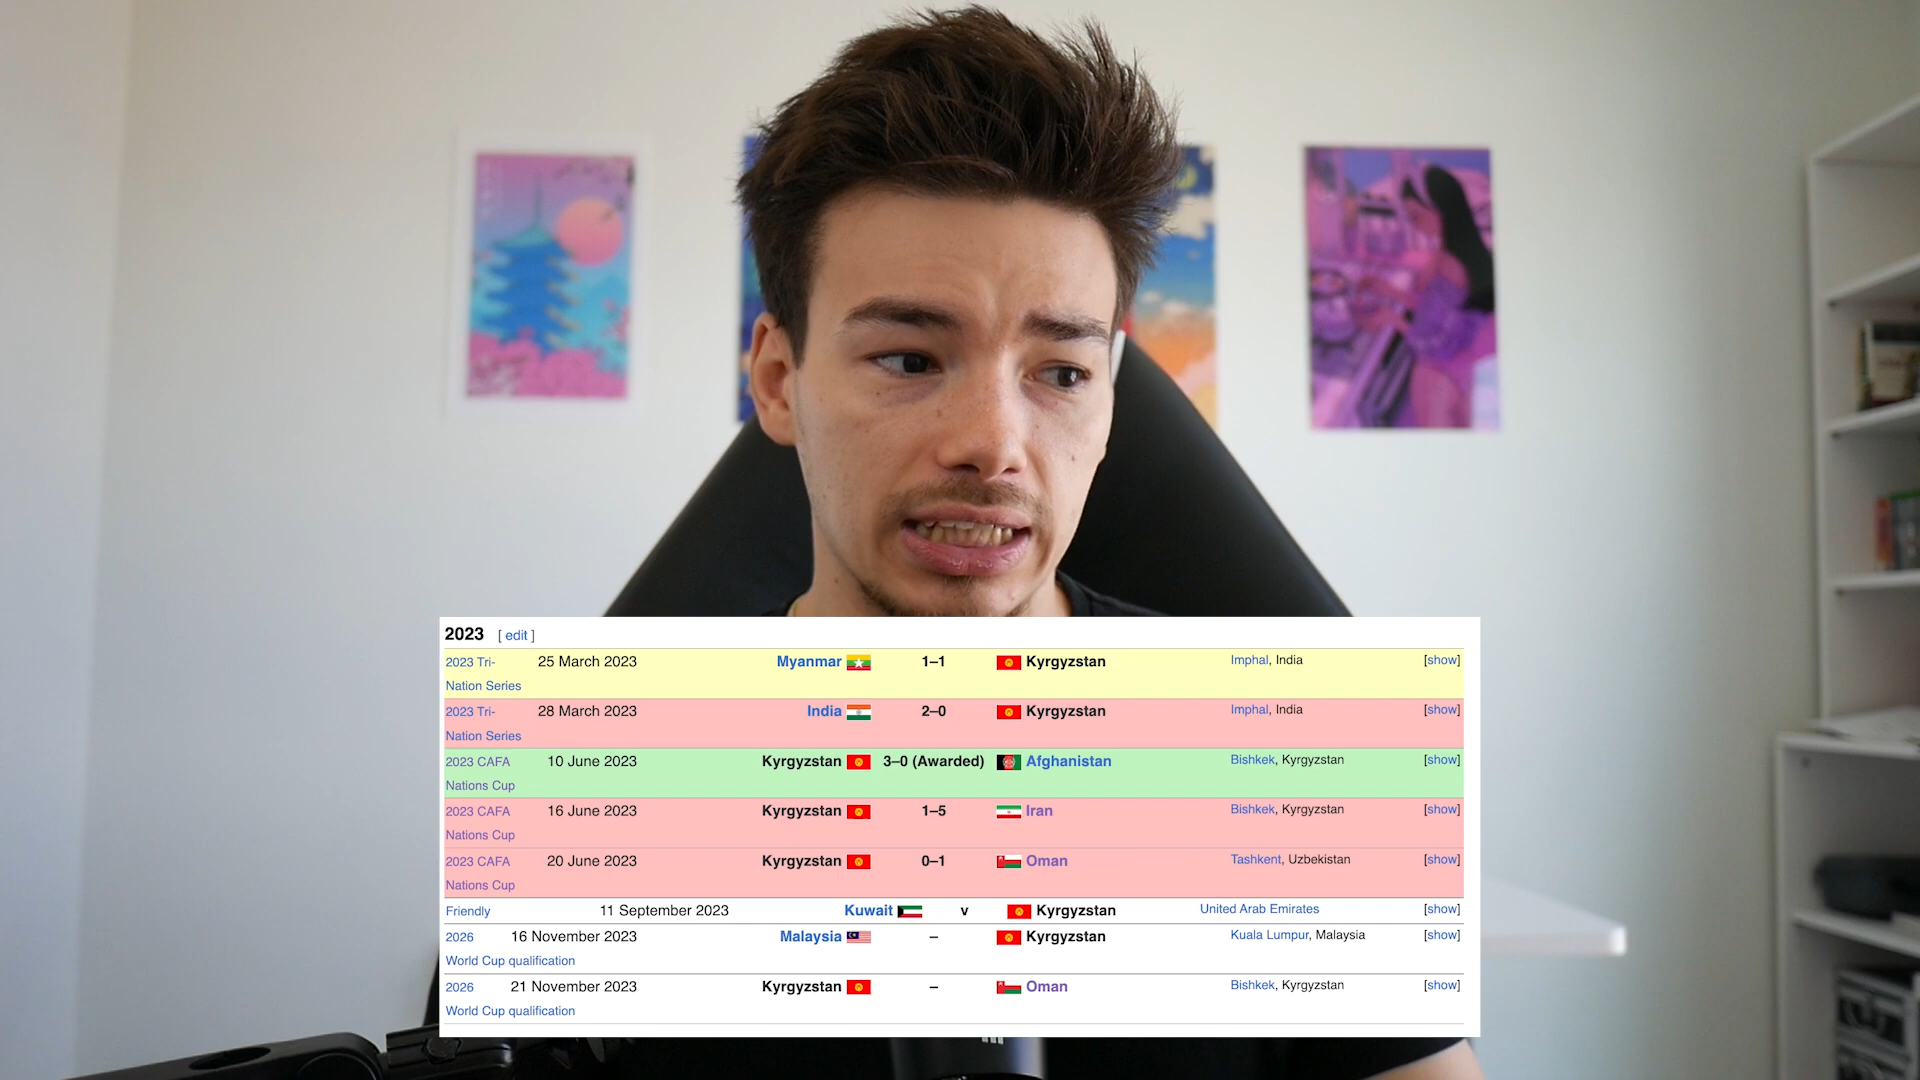 2023 [ edit ]
2023 Tri- 25 March 2023 Myanmar 1–1 Kyrgyzstan Imphal, India [show]
Nation Series
2023 Tri- 28 March 2023 India 2–0 Kyrgyzstan Imphal, India [show]
Nation Series
2023 CAFA 10 June 2023 Kyrgyzstan 3–0 (Awarded) Afghanistan Bishkek, Kyrgyzstan [show]
Nations Cup
2023 CAFA 16 June 2023 Kyrgyzstan 1–5 Iran Bishkek, Kyrgyzstan [show]
Nations Cup
2023 CAFA 20 June 2023 Kyrgyzstan 0–1 Oman Tashkent, Uzbekistan [show]
Nations Cup
Friendly 11 September 2023 Kuwait v Kyrgyzstan United Arab Emirates [show]
2026 16 November 2023 Malaysia – Kyrgyzstan Kuala Lumpur, Malaysia [show]
World Cup qualification
2026 21 November 2023 Kyrgyzstan – Oman Bishkek, Kyrgyzstan [show]
World Cup qualification